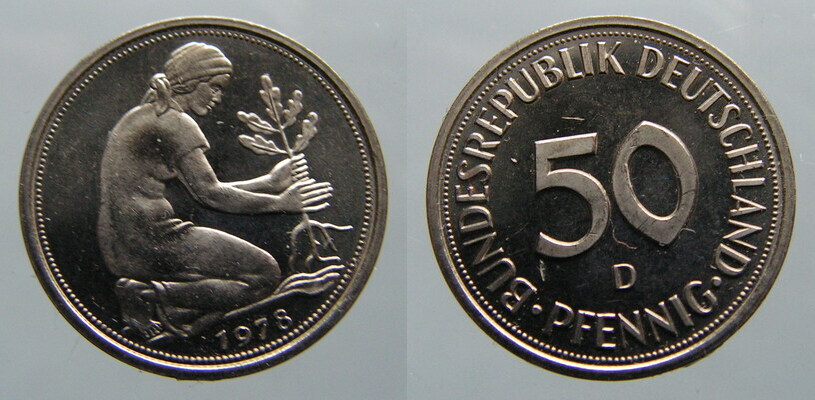 1978
BUNDESREPUBLIK DEUTSCHLAND
50
D
PFENNIG